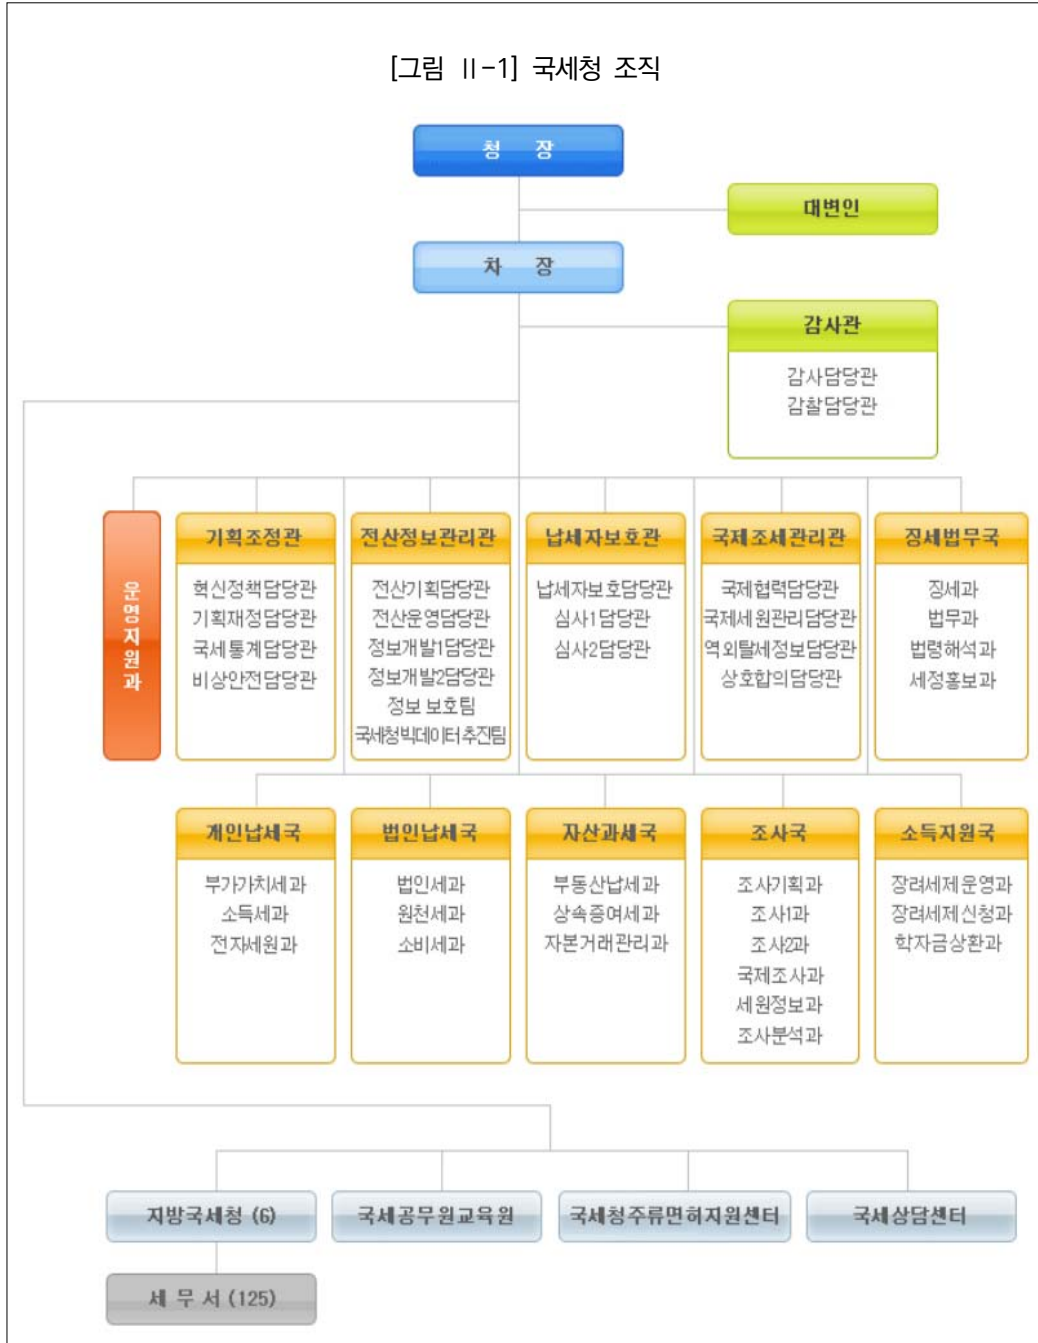 [그림 Ⅱ-1] 국세청 조직
청 장
대변인
차 장
감사관
감사담당관
감찰담당관
운영지원과
기획조정관
혁신정책담당관
기획재정담당관
국세통계담당관
비상안전담당관
전산정보관리관
전산기획담당관
전산운영담당관
정보개발1담당관
정보개발2담당관
정보 보호팀
국세청빅데이터 추진팀
납세자보호관
납세자보호담당관
심사1담당관
심사2담당관
국제조세관리관
국제협력담당관
국제세원관리담당관
역외탈세정보담당관
상호합의담당관
징세법무국
징세과
법무과
법령해석과
세정홍보과
개인납세국
부가가치세과
소득세과
전자세원과
법인납세국
법인세과
원천세과
소비세과
자산과세국
부동산납세과
상속증여세과
자본거래관리과
조사국
조사기획과
조사1과
조사2과
국제조사과
세원정보과
조사분석과
소득지원국
장려세제운영과
장려세제신청과
학자금상환과
지방국세청 (6)
국세공무원교육원
국세청주류면허지원센터
국세상담센터
세 무 서 (125)